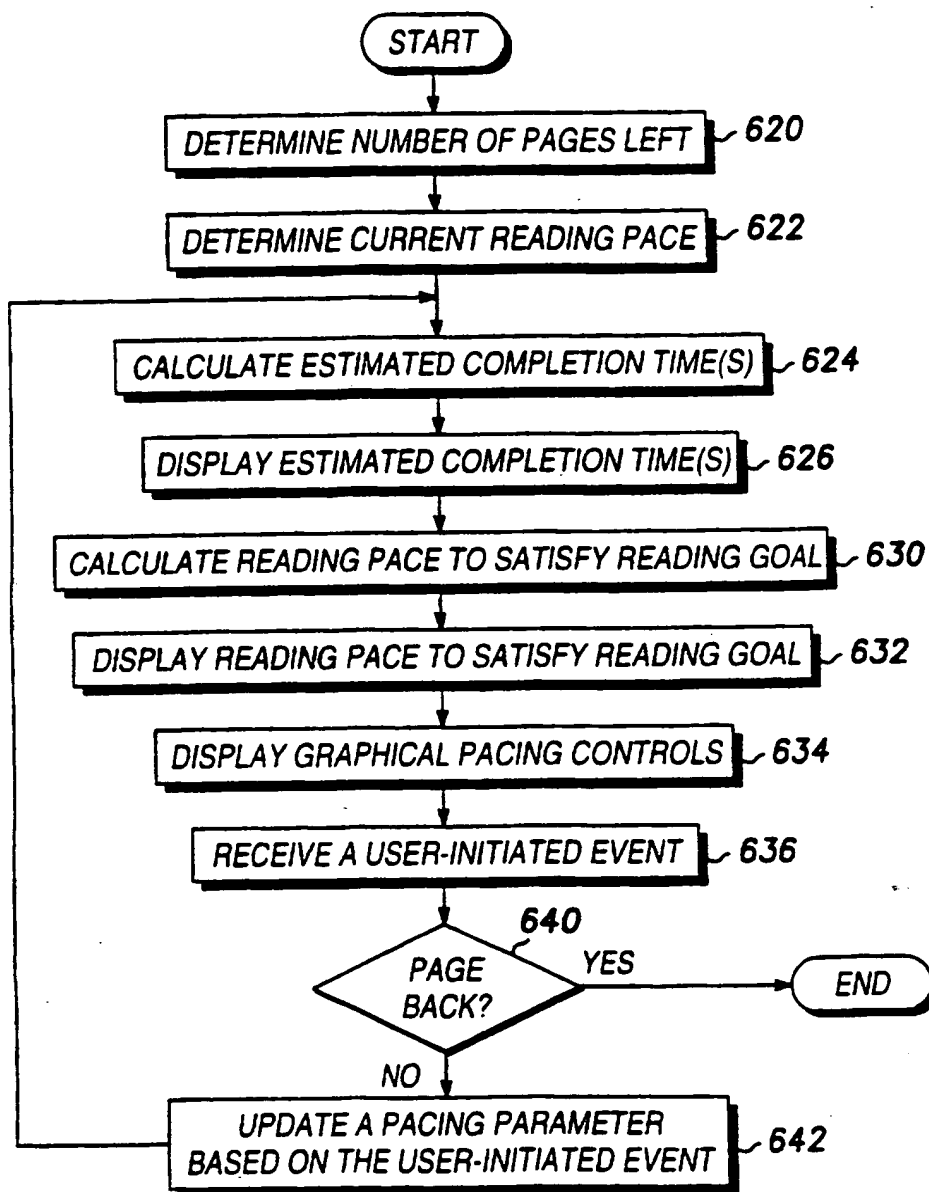 START
DETERMINE NUMBER OF PAGES LEFT 620
DETERMINE CURRENT READING PACE 622
CALCULATE ESTIMATED COMPLETION TIME(S) 624
DISPLAY ESTIMATED COMPLETION TIME(S) 626
CALCULATE READING PACE TO SATISFY READING GOAL 630
DISPLAY READING PACE TO SATISFY READING GOAL 632
DISPLAY GRAPHICAL PACING CONTROLS 634
RECEIVE A USER-INITIATED EVENT 636
640
PAGE
BACK?
YES
END
NO
UPDATE A PACING PARAMETER
BASED ON THE USER-INITIATED EVENT 642